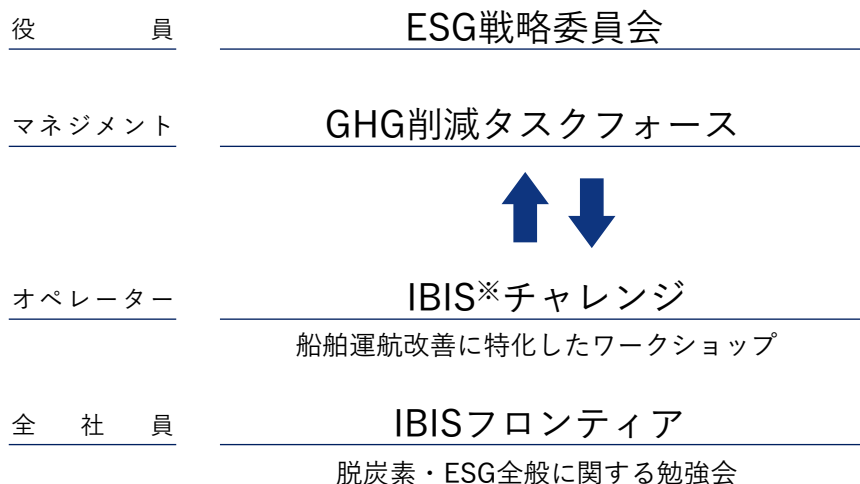 役員 ESG戦略委員会
マネジメント GHG削減タスクフォース
オペレーター IBIS※チャレンジ
船舶運航改善に特化したワークショップ
全社員 IBISフロンティア
脱炭素・ESG全般に関する勉強会